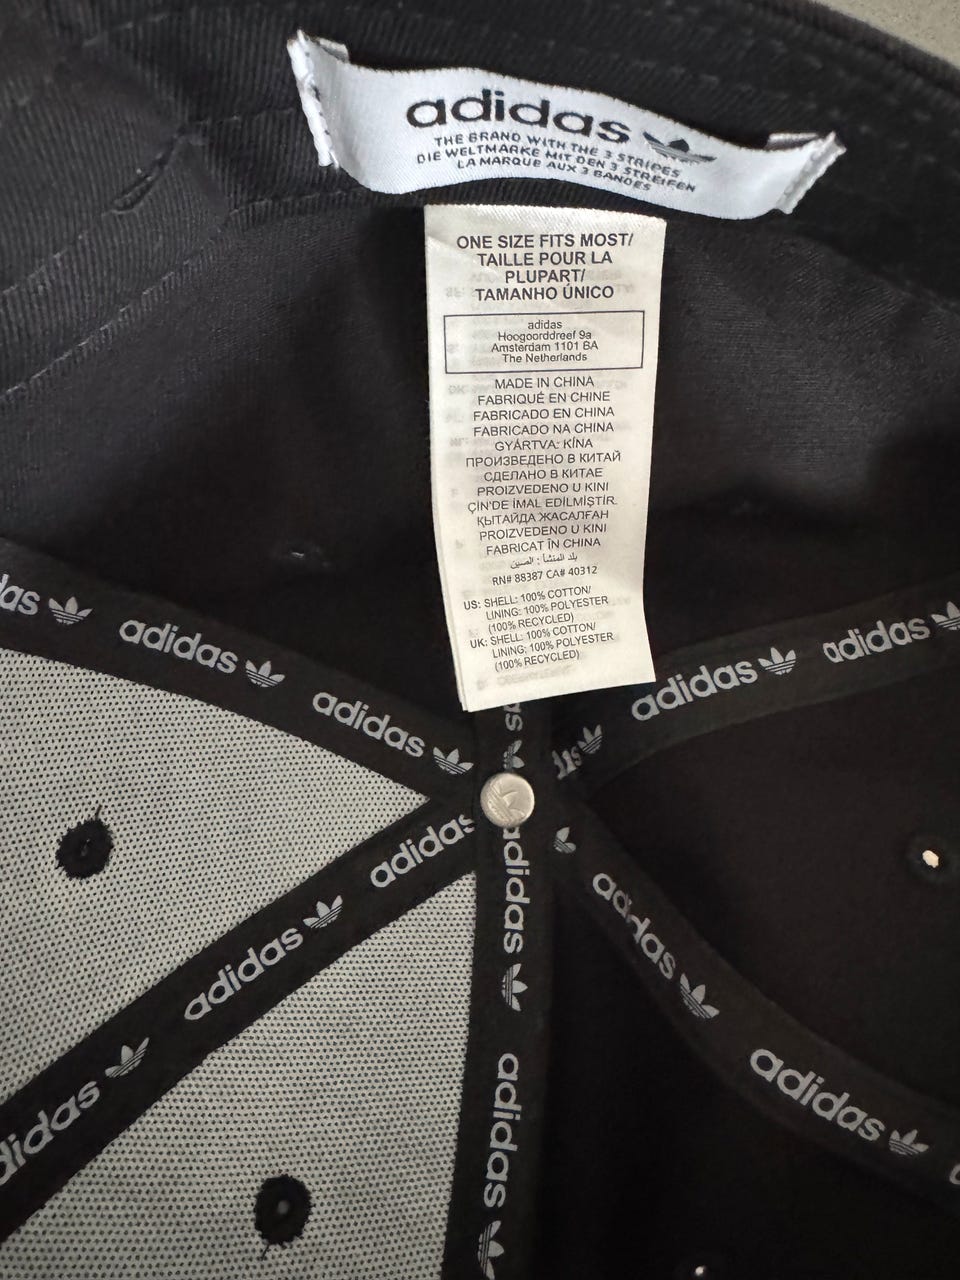 adidas
THE BRAND WITH THE 3 STRIPES
DIE WELTMARKE MIT DEN 3 STREIFEN
LA MARQUE AUX 3 BANDES
ONE SIZE FITS MOST/
TAILLE POUR LA
PLUPART/
TAMANHO ÚNICO
adidas
Hoogoorddreef 9a
Amsterdam 1101 BA
The Netherlands
MADE IN CHINA
FABRIQUÉ EN CHINE
FABRICADO EN CHINA
FABRICADO NA CHINA
GYÁRTVA: KÍNA
ПРОИЗВЕДЕНО В КИТАЙ
СДЕЛАНО В КИТАЕ
PROIZVEDENO U KINI
ÇIN'DE İMAL EDİLMİŞTİR.
ҚЫТАЙДА ЖАСАЛҒАН
PROIZVEDENO U KINI
FABRICAT ÎN CHINA
بلد المنشأ : الصين
RN# 88387 CA# 40312
US: SHELL: 100% COTTON/
LINING: 100% POLYESTER
(100% RECYCLED)
UK: SHELL: 100% COTTON/
LINING: 100% POLYESTER
(100% RECYCLED)
das
adidas
adidas
adidas
adidas
adidas
adidas
didas
adidas
adidas
adidas
adidas